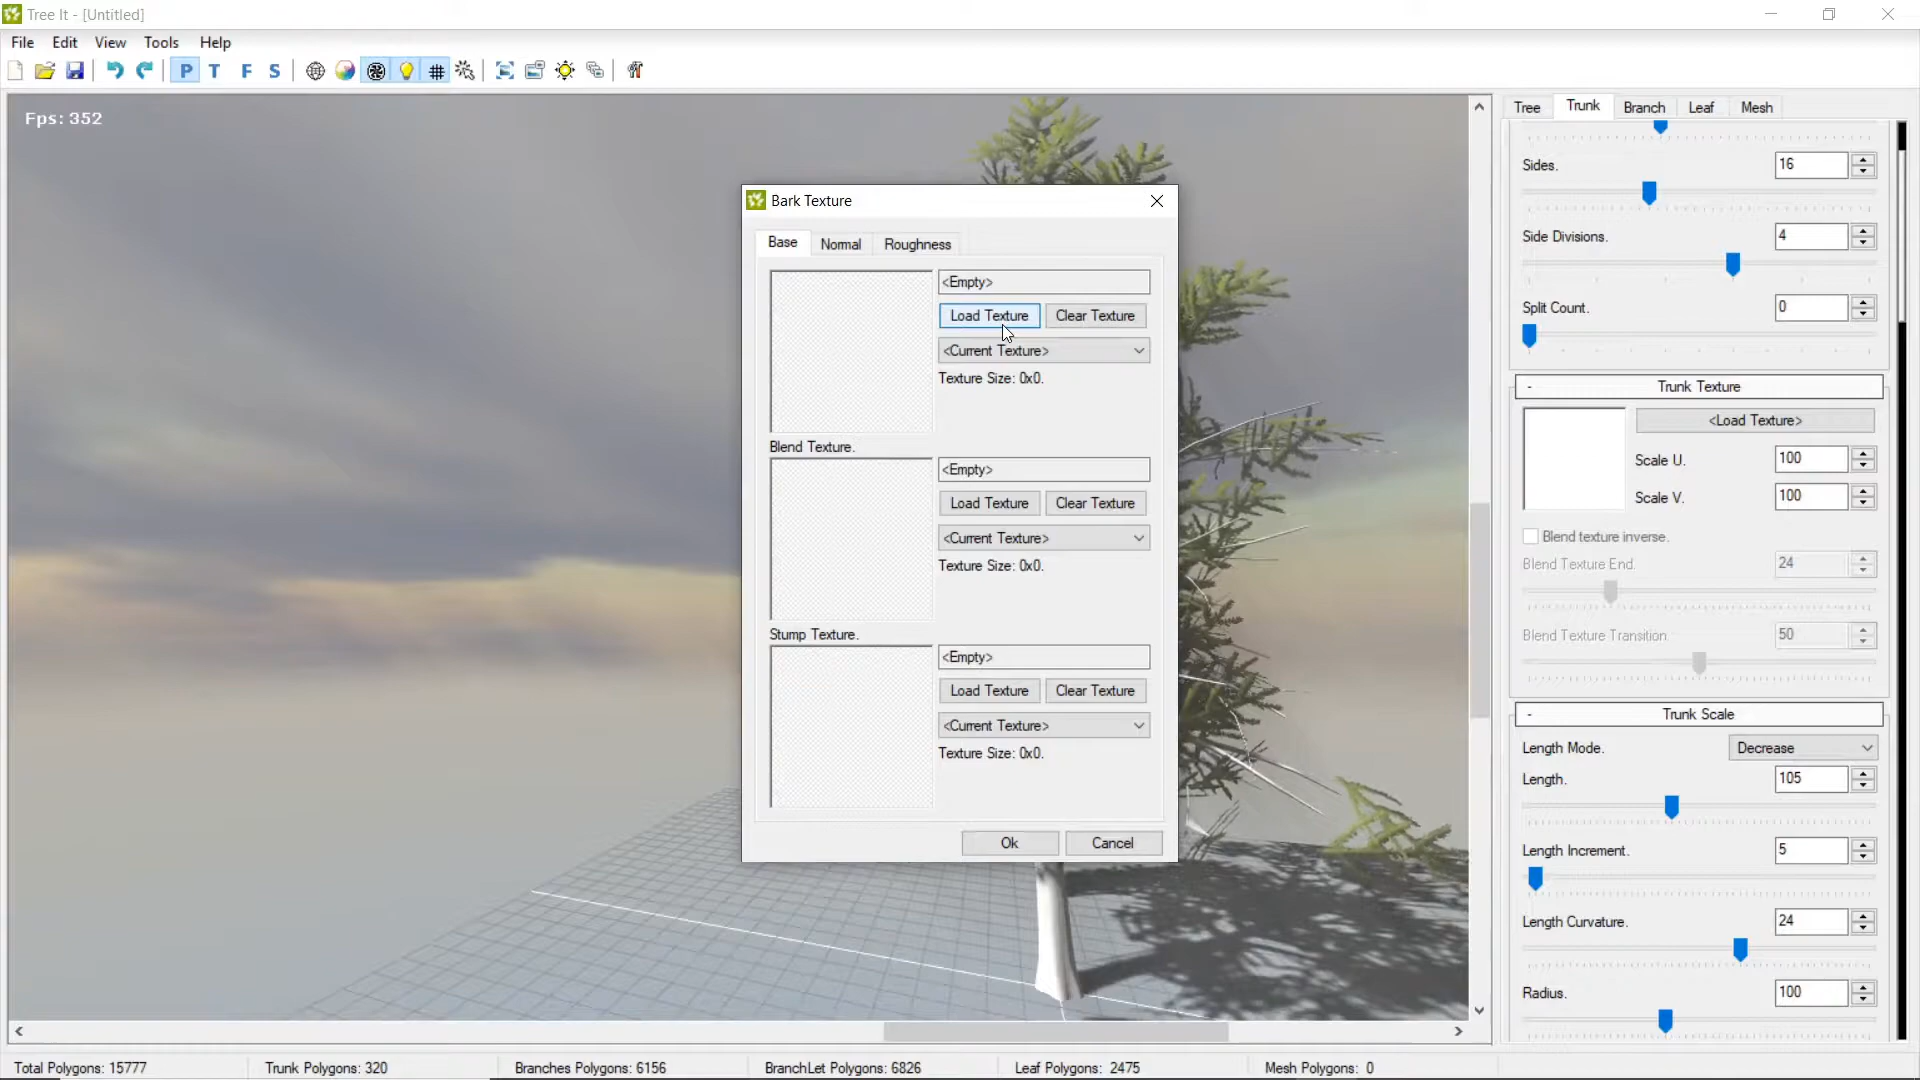 Tree It - [Untitled]
File Edit View Tools Help
P T F S
Fps: 352
Tree Trunk Branch Leaf Mesh
Sides. 16
Side Divisions. 4
Split Count. 0
- Trunk Texture
<Load Texture>
Scale U. 100
Scale V. 100
Blend texture inverse.
Blend Texture End. 24
Blend Texture Transition 50
- Trunk Scale
Length Mode. Decrease
Length. 105
Length Increment. 5
Length Curvature. 24
Radius. 100
Bark Texture
Base Normal Roughness
<Empty>
Load Texture Clear Texture
<Current Texture>
Texture Size: 0x0.
Blend Texture.
<Empty>
Load Texture Clear Texture
<Current Texture>
Texture Size: 0x0.
Stump Texture.
<Empty>
Load Texture Clear Texture
<Current Texture>
Texture Size: 0x0.
Ok Cancel
Total Polygons: 15777 Trunk Polygons: 320 Branches Polygons: 6156 BranchLet Polygons: 6826 Leaf Polygons: 2475 Mesh Polygons: 0